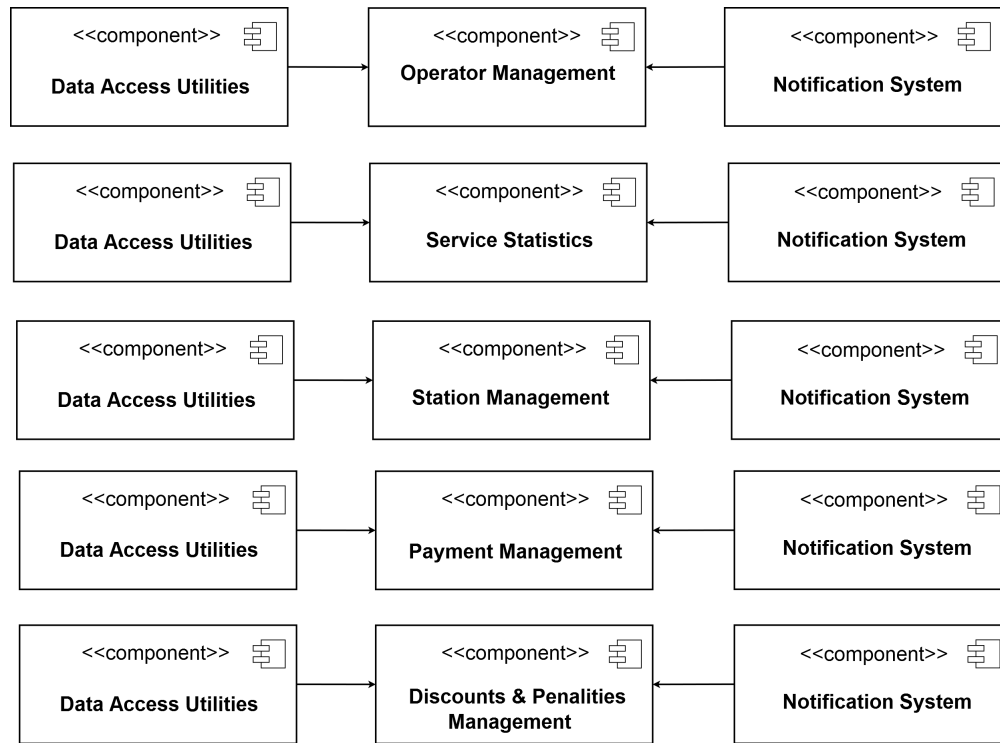 <<component>>
Data Access Utilities
<<component>>
Operator Management
<<component>>
Notification System
<<component>>
Data Access Utilities
<<component>>
Service Statistics
<<component>>
Notification System
<<component>>
Data Access Utilities
<<component>>
Station Management
<<component>>
Notification System
<<component>>
Data Access Utilities
<<component>>
Payment Management
<<component>>
Notification System
<<component>>
Data Access Utilities
<<component>>
Discounts & Penalities
Management
<<component>>
Notification System